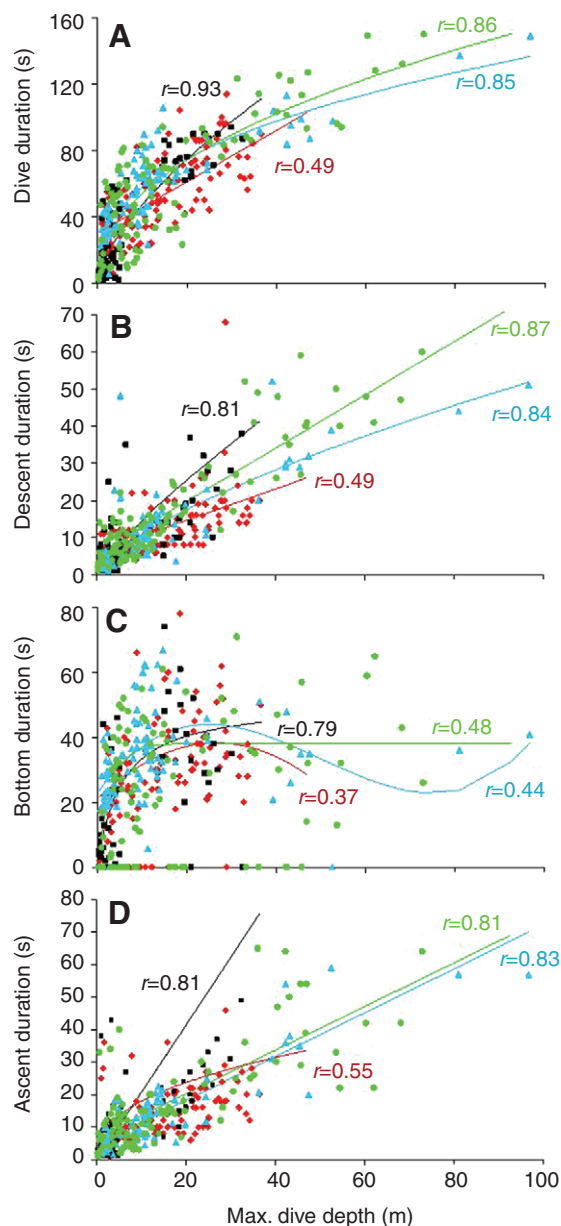 A
Dive duration (s)
160
120
80
40
0
r=0.86
r=0.93
r=0.85
r=0.49
B
Descent duration (s)
70
60
50
40
30
20
10
0
r=0.87
r=0.81
r=0.84
r=0.49
C
Bottom duration (s)
80
60
40
20
0
r=0.79
r=0.48
r=0.37
r=0.44
D
Ascent duration (s)
80
70
60
50
40
30
20
10
0
r=0.81
r=0.81
r=0.83
r=0.55
0 20 40 60 80 100
Max. dive depth (m)